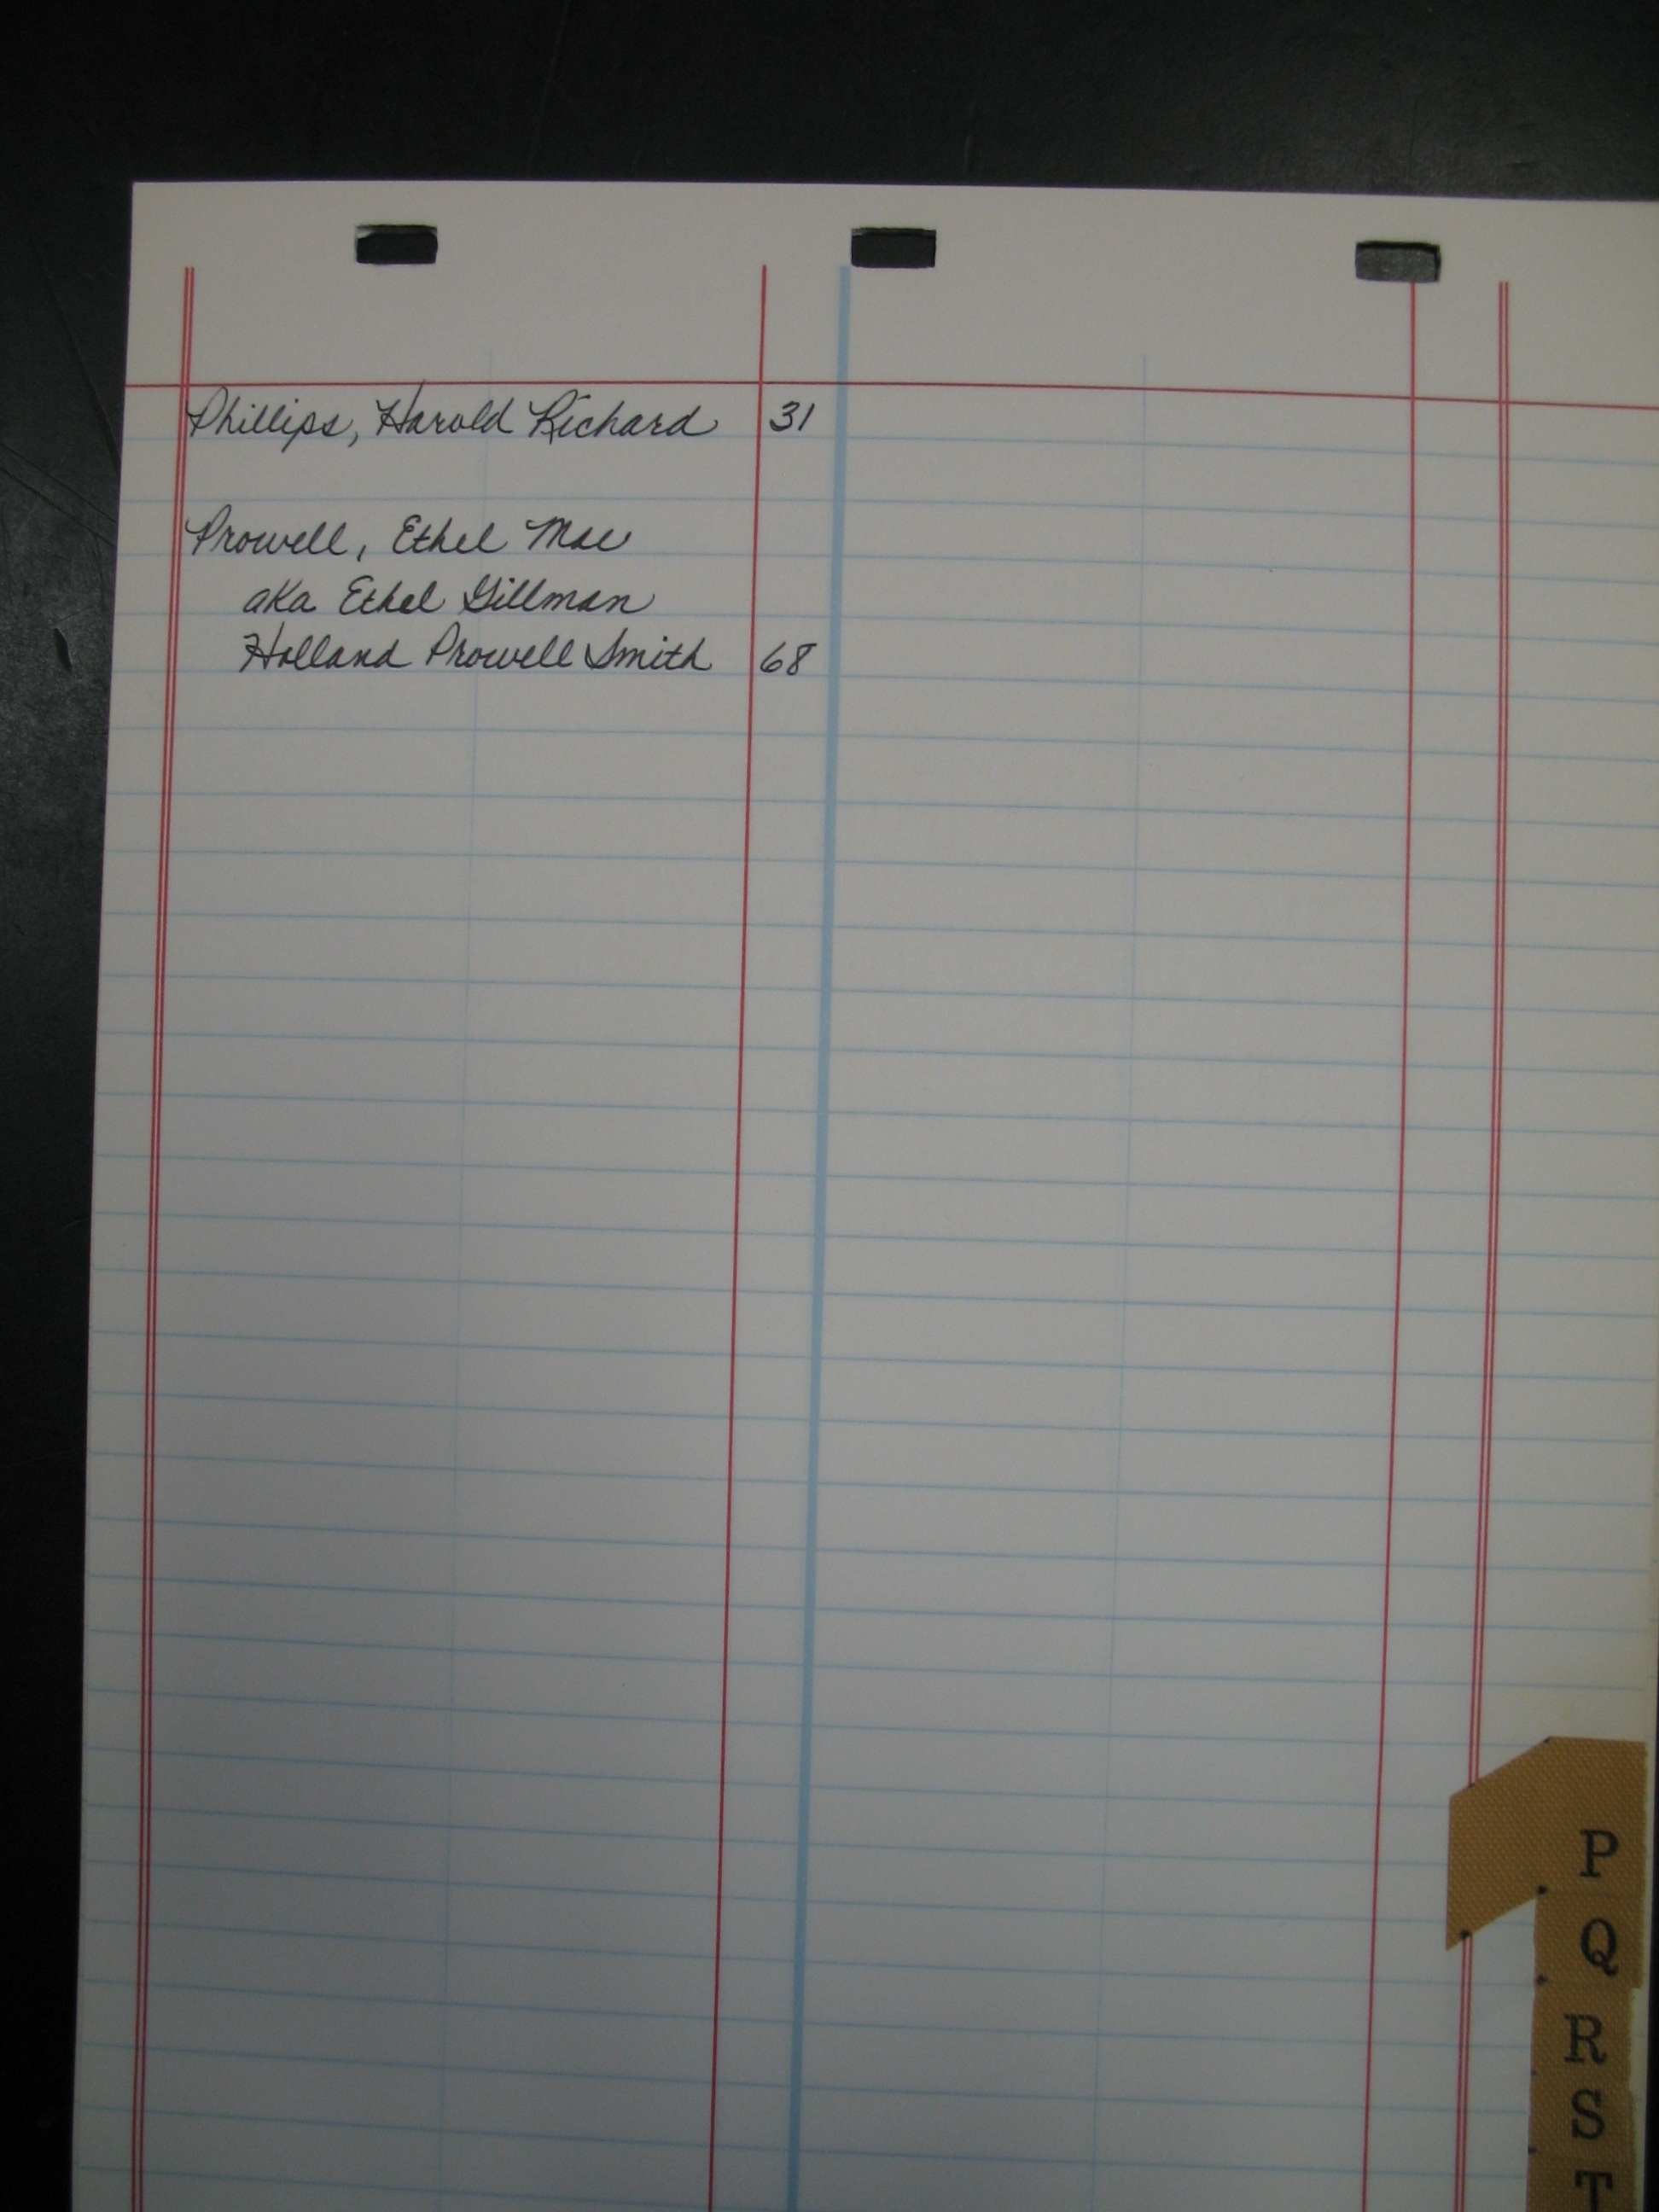 Phillips, Harold Richard 31
Prowell, Ethel Mae
aka Ethel Gillman
Holland Prowell Smith 68
P
Q
R
S
T